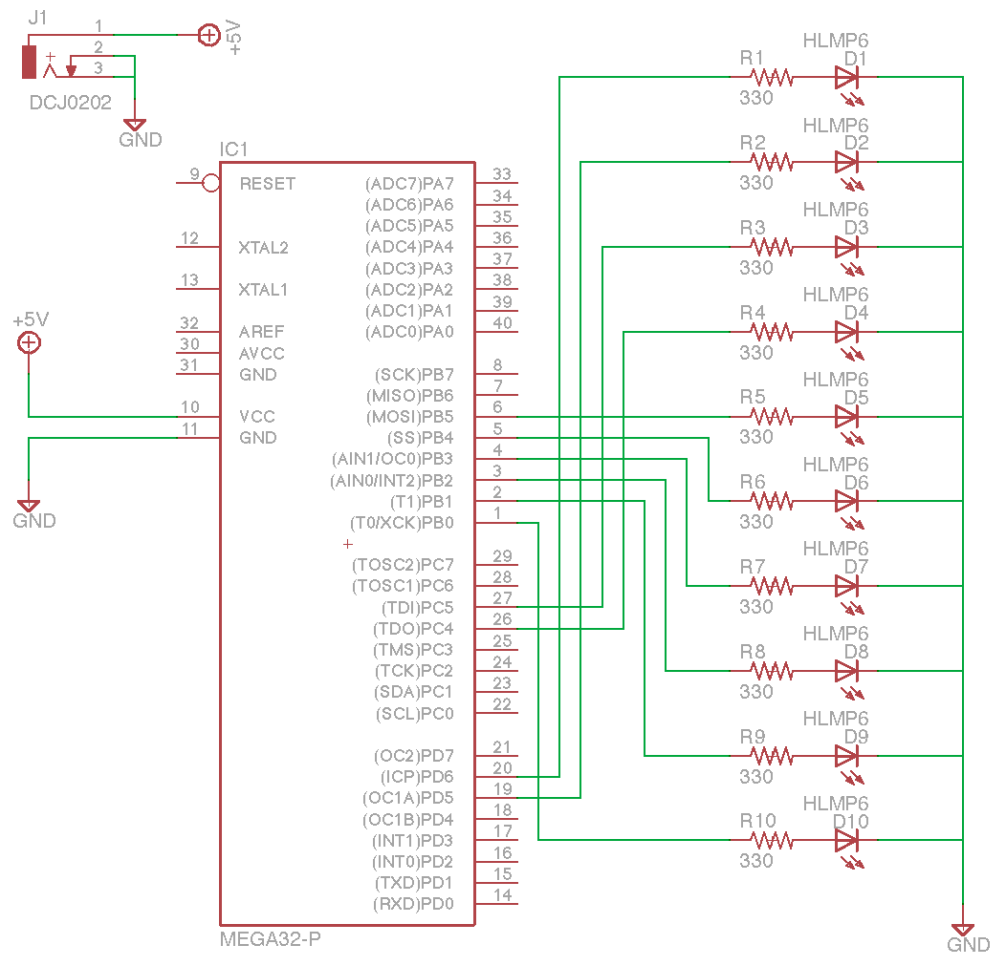 J1
1
2
3
+5V
DCJ0202
GND
IC1
9 RESET
12 XTAL2
13 XTAL1
32 AREF
30 AVCC
31 GND
10 VCC
11 GND
+5V
GND
(ADC7)PA7 33
(ADC6)PA6 34
(ADC5)PA5 35
(ADC4)PA4 36
(ADC3)PA3 37
(ADC2)PA2 38
(ADC1)PA1 39
(ADC0)PA0 40
(SCK)PB7 8
(MISO)PB6 7
(MOSI)PB5 6
(SS)PB4 5
(AIN1/OC0)PB3 4
(AIN0/INT2)PB2 3
(T1)PB1 2
(T0/XCK)PB0 1
(TOSC2)PC7 29
(TOSC1)PC6 28
(TDI)PC5 27
(TDO)PC4 26
(TMS)PC3 25
(TCK)PC2 24
(SDA)PC1 23
(SCL)PC0 22
(OC2)PD7 21
(ICP)PD6 20
(OC1A)PD5 19
(OC1B)PD4 18
(INT1)PD3 17
(INT0)PD2 16
(TXD)PD1 15
(RXD)PD0 14
MEGA32-P
HLMP6
R1 D1
330
HLMP6
R2 D2
330
HLMP6
R3 D3
330
HLMP6
R4 D4
330
HLMP6
R5 D5
330
HLMP6
R6 D6
330
HLMP6
R7 D7
330
HLMP6
R8 D8
330
HLMP6
R9 D9
330
HLMP6
R10 D10
330
GND